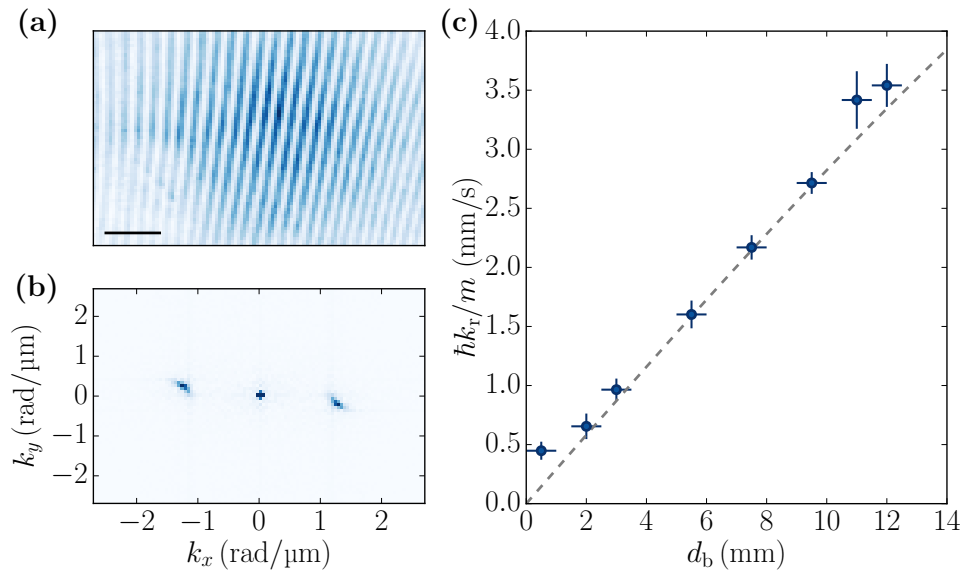 (a)
(b)
k_y (rad/µm)
2
1
0
−1
−2
−2 −1 0 1 2
k_x (rad/µm)
(c)
ħk_r/m (mm/s)
4.0
3.5
3.0
2.5
2.0
1.5
1.0
0.5
0.0
0 2 4 6 8 10 12 14
d_b (mm)